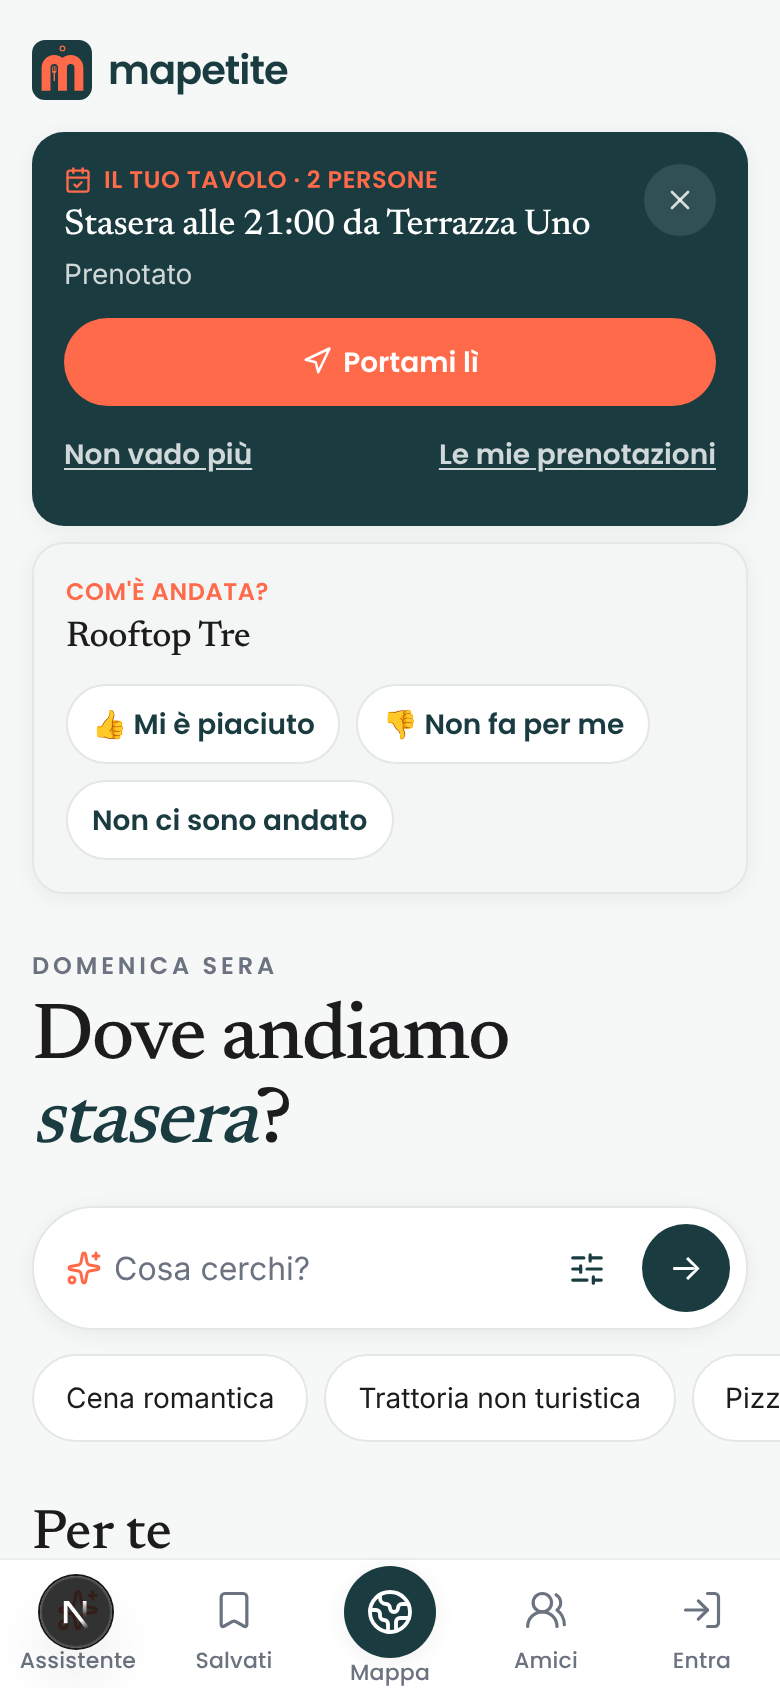 mapetite
IL TUO TAVOLO · 2 PERSONE
Stasera alle 21:00 da Terrazza Uno
Prenotato
Portami lì
Non vado più
Le mie prenotazioni
COM'È ANDATA?
Rooftop Tre
👍 Mi è piaciuto
👎 Non fa per me
Non ci sono andato
DOMENICA SERA
Dove andiamo
stasera?
Cosa cerchi?
Cena romantica
Trattoria non turistica
Pizz
Per te
N
Assistente
Salvati
Mappa
Amici
Entra